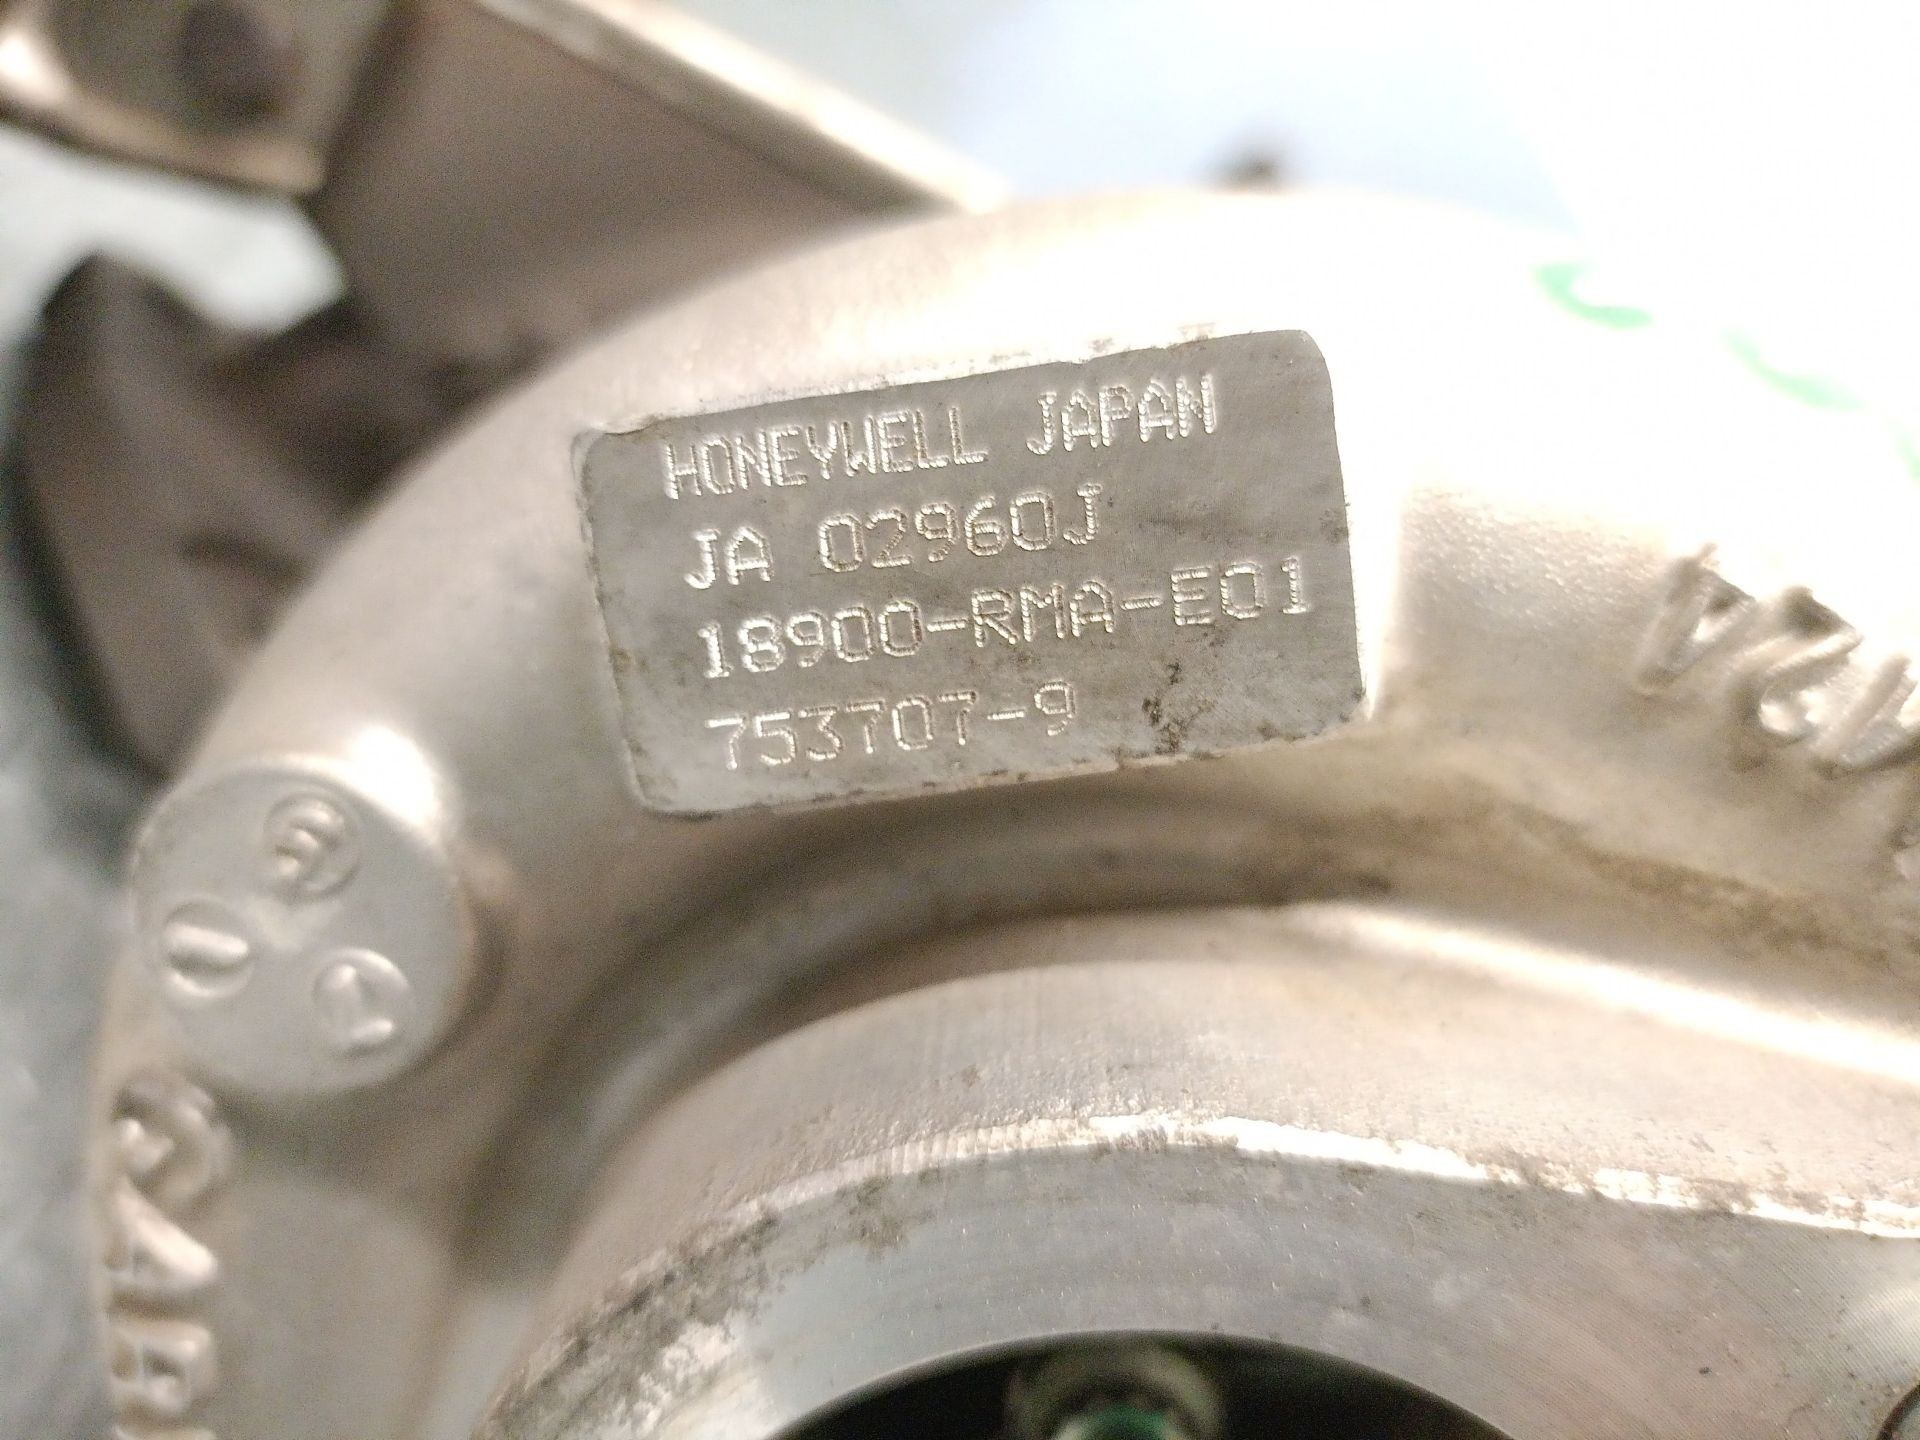 HONEYWELL JAPAN
JA 02960J
18900-RMA-E01
753707-9